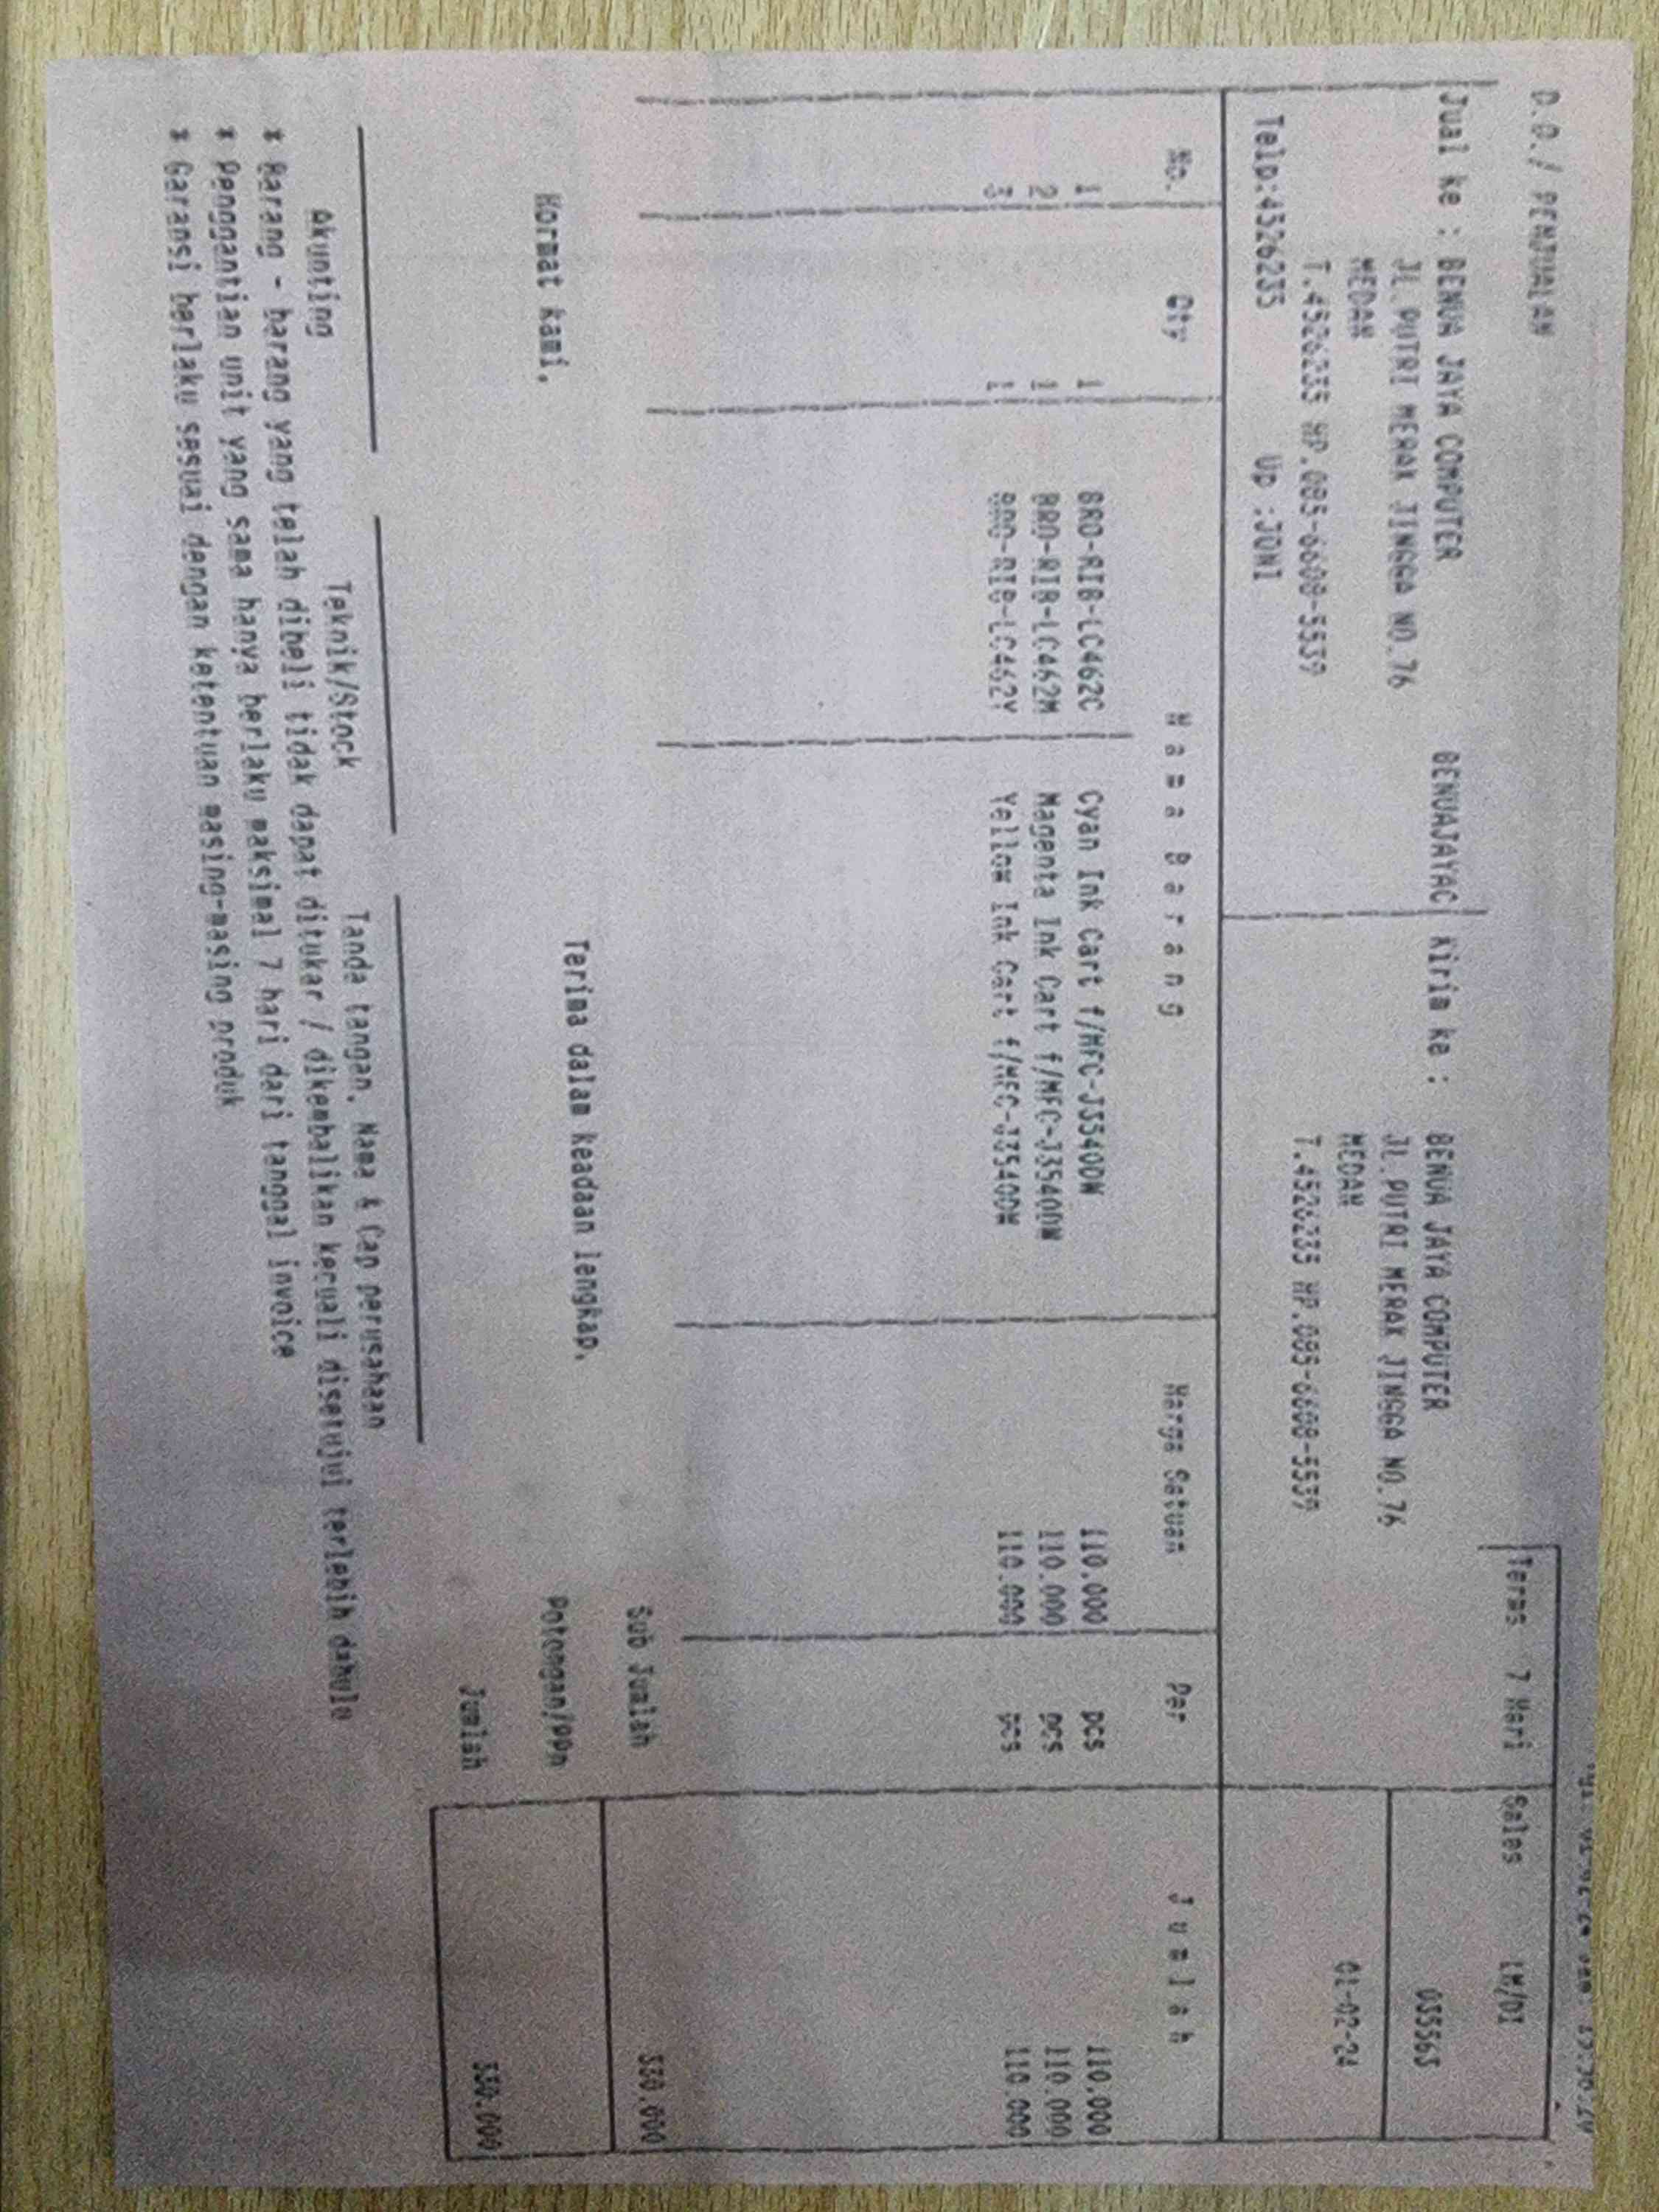 D.O./ PENJUALAN
Terms 7 Hari Sales LM/DI
Jual ke : BENUA JAYA COMPUTER BENUAJAYAC Kirim ke : BENUA JAYA COMPUTER
JL.PUTRI MERAK JINGGA NO.76 JL.PUTRI MERAK JINGGA NO.76
MEDAN MEDAN 01-02-24
T.4526235 HP.085-6608-5539 T.4526235 HP.085-6608-5539
Telp:4526235 Up :JONI
No. Qty N a m a B a r a n g Harga Satuan Per J u m l a h
1 1 BRO-RIB-LC462C Cyan Ink Cart f/MFC-J3540DW 110.000 pcs 110.000
2 1 BRO-RIB-LC462M Magenta Ink Cart f/MFC-J3540DW 110.000 pcs 110.000
3 1 BRO-RIB-LC462Y Yellow Ink Cart f/MFC-J3540DW 110.000 pcs 110.000
Sub Jumlah 330.000
Hormat kami, Terima dalam keadaan lengkap,
Potongan/PPn
Jumlah 330.000
Akunting Teknik/Stock Tanda tangan, Nama & Cap perusahaan
* Barang - barang yang telah dibeli tidak dapat ditukar / dikembalikan kecuali disetujui terlebih dahulu
* Penggantian unit yang sama hanya berlaku maksimal 7 hari dari tanggal invoice
* Garansi berlaku sesuai dengan ketentuan masing-masing produk